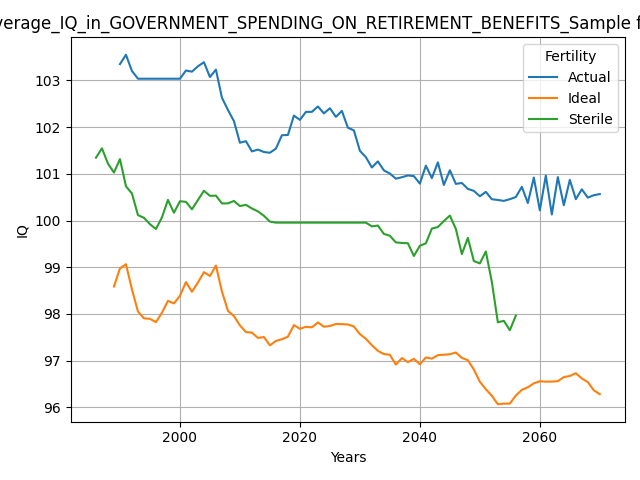 verage_IQ_in_GOVERNMENT_SPENDING_ON_RETIREMENT_BENEFITS_Sample f
Fertility
Actual
Ideal
Sterile
103
102
101
100
99
98
97
96
IQ
2000
2020
2040
2060
Years